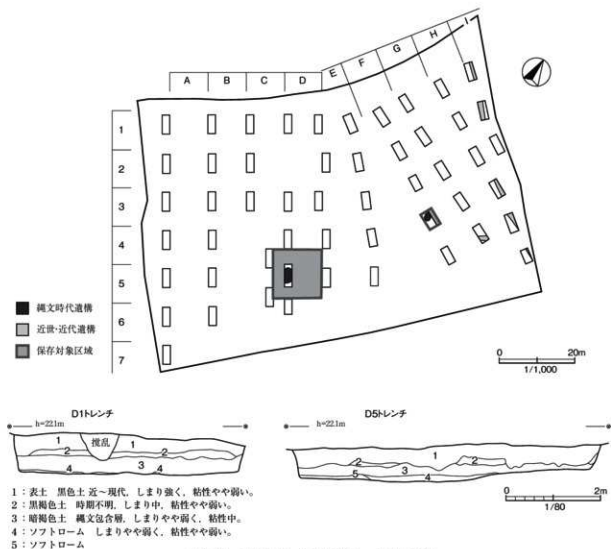 A B C D E F G H I
1
2
3
4
5
6
7
縄文時代遺構
近世・近代遺構
保存対象区域
0 20m
1/1,000
D1トレンチ
h=22.1m
1
撹乱
1
2
2
3
4
4
D5トレンチ
h=22.1m
1
2
2
3
5
4
0 2m
1/80
1：表土 黒色土 近～現代、しまり強く、粘性やや弱い。
2：黒褐色土 時期不明、しまり中、粘性やや弱い。
3：暗褐色土 縄文包含層、しまりやや弱く、粘性中。
4：ソフトローム しまりやや弱く、粘性やや弱い。
5：ソフトローム